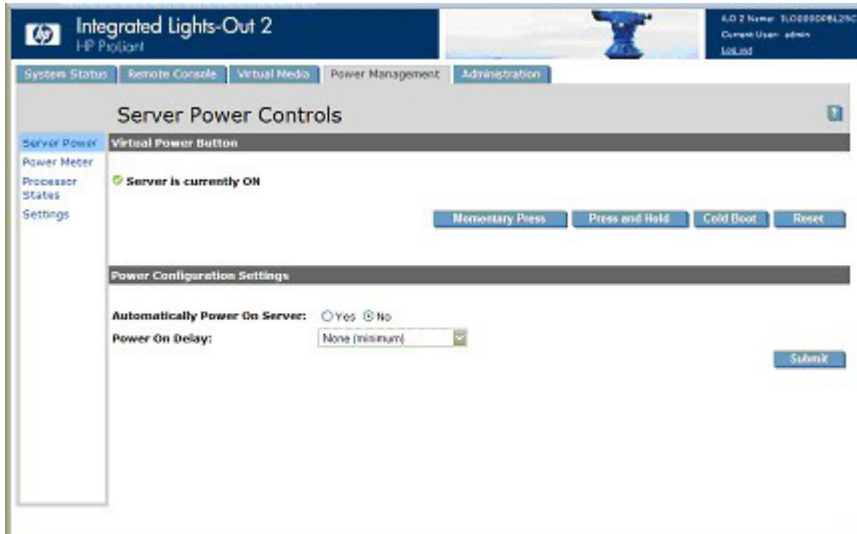 hp
Integrated Lights-Out 2
HP ProLiant
Current User: admin
Log out
System Status
Remote Console
Virtual Media
Power Management
Administration
Server Power Controls
?
Server Power
Power Meter
Processor States
Settings
Virtual Power Button
Server is currently ON
Momentary Press
Press and Hold
Cold Boot
Reset
Power Configuration Settings
Automatically Power On Server: Yes No
Power On Delay: None (minimum)
Submit